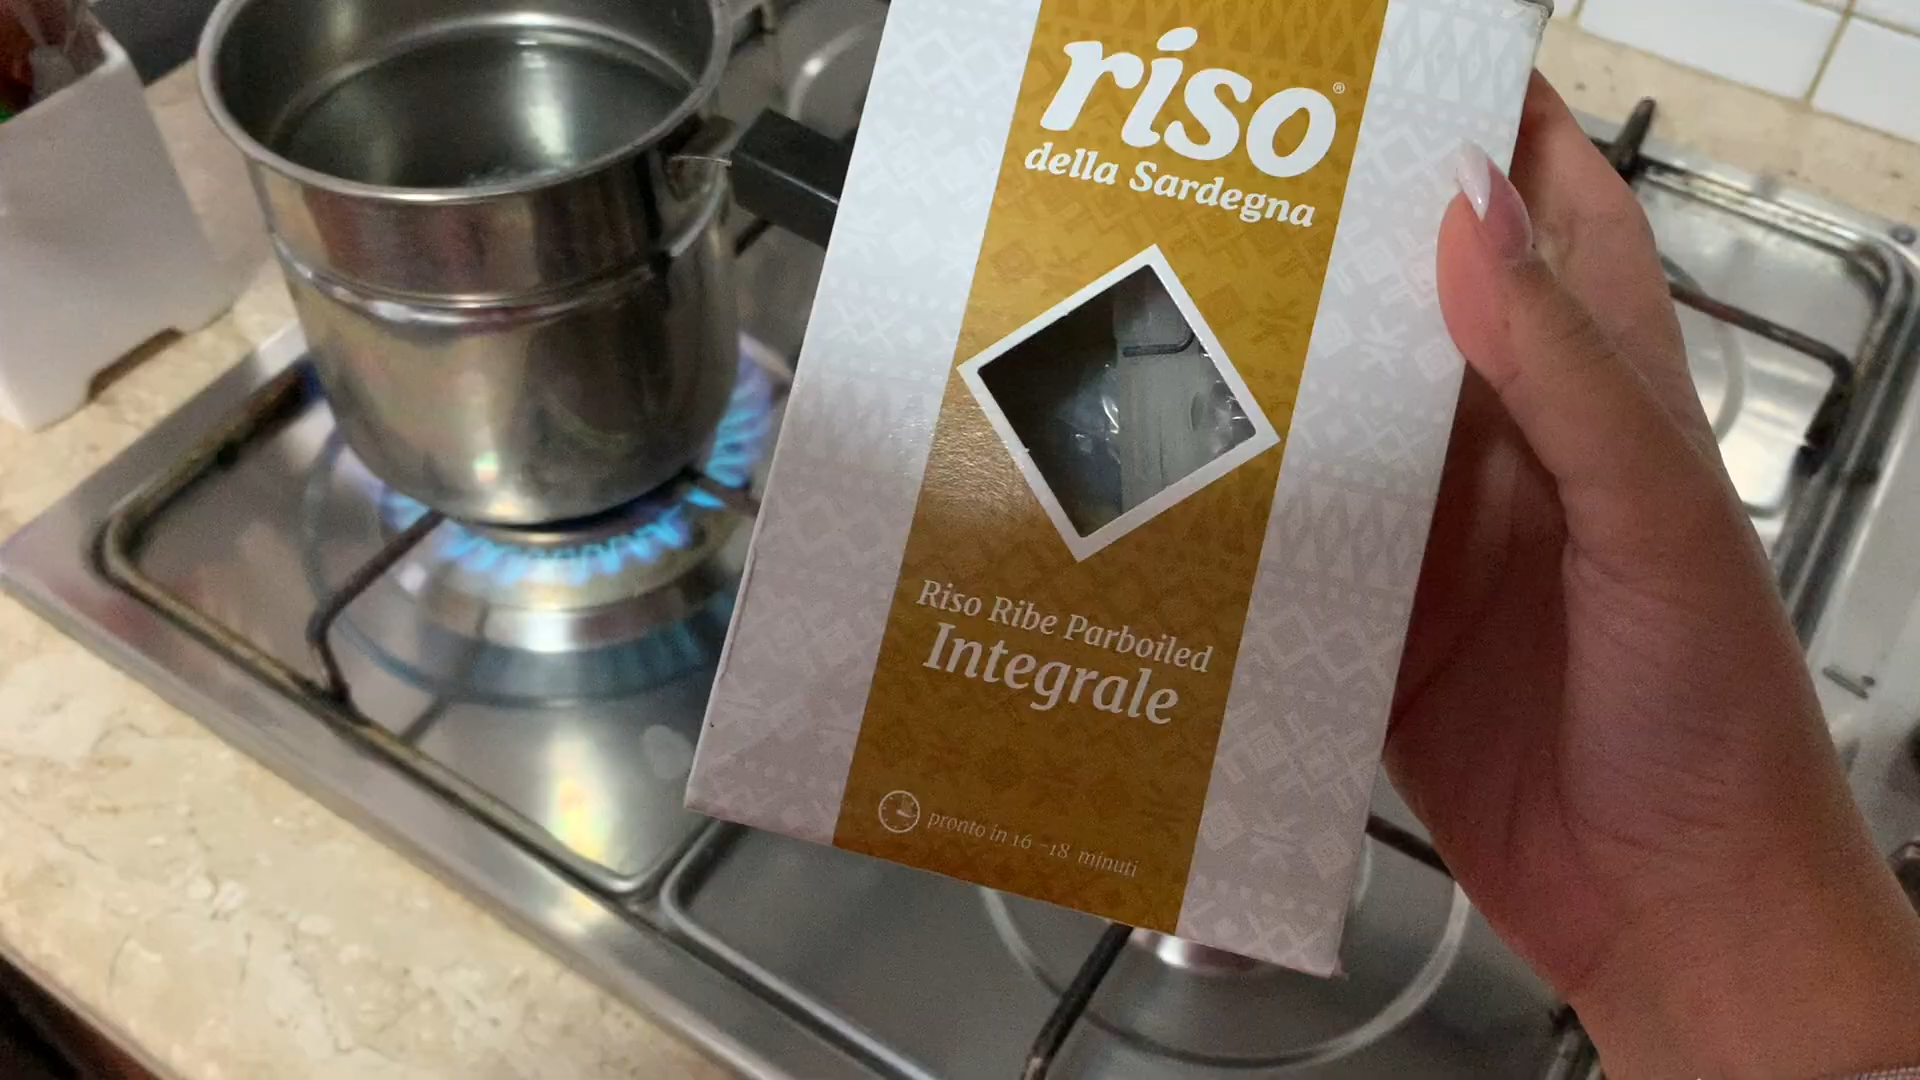 riso®
della Sardegna
Riso Ribe Parboiled
Integrale
pronto in 16-18 minuti